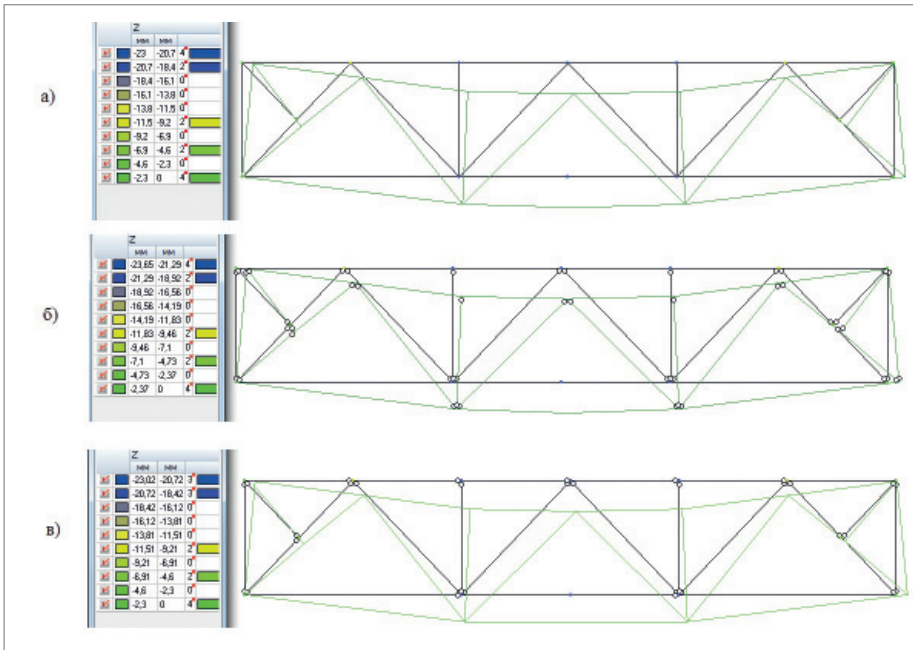 Z
мм мм
-23 -20,7 4
-20,7 -18,4 2
-18,4 -16,1 0
-16,1 -13,8 0
-13,8 -11,5 0
-11,5 -9,2 2
-9,2 -6,9 0
-6,9 -4,6 2
-4,6 -2,3 0
-2,3 0 4
а)
Z
мм мм
-23,65 -21,29 4
-21,29 -18,92 2
-18,92 -16,56 0
-16,56 -14,19 0
-14,19 -11,83 0
-11,83 -9,46 2
-9,46 -7,1 0
-7,1 -4,73 2
-4,73 -2,37 0
-2,37 0 4
б)
Z
мм мм
-23,02 -20,72 3
-20,72 -18,42 3
-18,42 -16,12 0
-16,12 -13,81 0
-13,81 -11,51 0
-11,51 -9,21 2
-9,21 -6,91 0
-6,91 -4,6 2
-4,6 -2,3 0
-2,3 0 4
в)